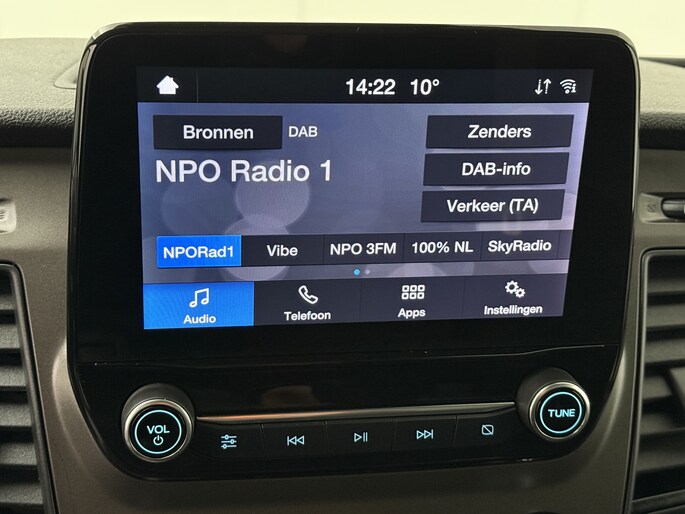 14:22 10°
Bronnen DAB Zenders
NPO Radio 1 DAB-info
Verkeer (TA)
NPORad1 Vibe NPO 3FM 100% NL SkyRadio
Audio Telefoon Apps Instellingen
VOL TUNE